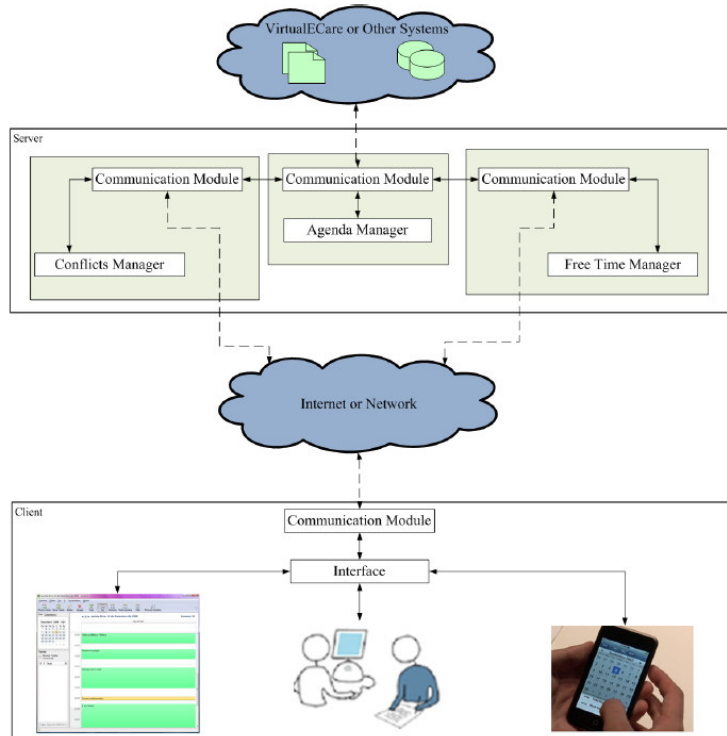 VirtualECare or Other Systems
Server
Communication Module
Communication Module
Communication Module
Agenda Manager
Conflicts Manager
Free Time Manager
Internet or Network
Client
Communication Module
Interface